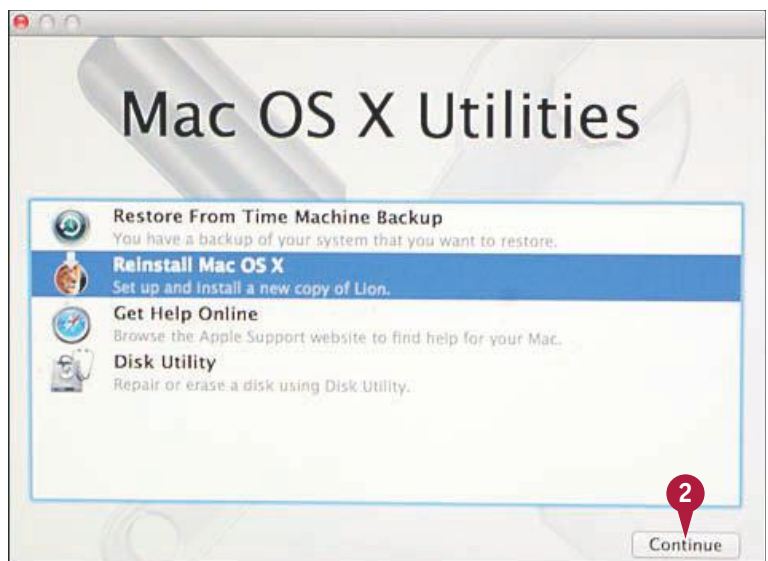 Mac OS X Utilities
Restore From Time Machine Backup
You have a backup of your system that you want to restore.
Reinstall Mac OS X
Set up and install a new copy of Lion.
Get Help Online
Browse the Apple Support website to find help for your Mac.
Disk Utility
Repair or erase a disk using Disk Utility.
2
Continue